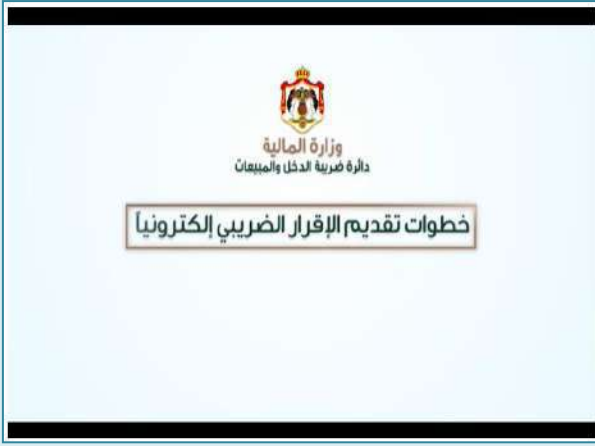 وزارة المالية
دائرة ضريبة الدخل والمبيعات
خطوات تقديم الإقرار الضريبي إلكترونياً